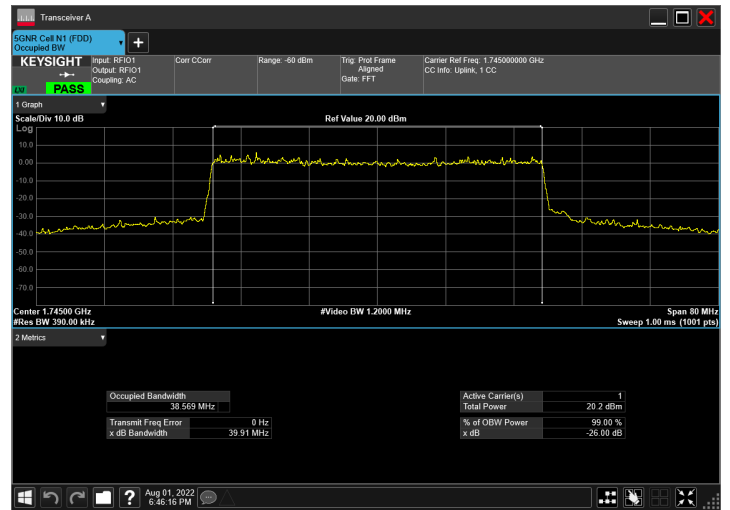 Transceiver A
5GNR Cell N1 (FDD)
Occupied BW
KEYSIGHT
Input: RFIO1
Output: RFIO1
Coupling: AC
Corr CCorr
Range: -60 dBm
Trig: Prot Frame
Aligned
Gate: FFT
Carrier Ref Freq: 1.745000000 GHz
CC Info: Uplink, 1 CC
PASS
1 Graph
Scale/Div 10.0 dB
Ref Value 20.00 dBm
Log
10.0
0.00
-10.0
-20.0
-30.0
-40.0
-50.0
-60.0
-70.0
Center 1.74500 GHz
#Video BW 1.2000 MHz
Span 80 MHz
#Res BW 390.00 kHz
Sweep 1.00 ms (1001 pts)
2 Metrics
Occupied Bandwidth
38.569 MHz
Active Carrier(s) 1
Total Power 20.2 dBm
Transmit Freq Error 0 Hz
x dB Bandwidth 39.91 MHz
% of OBW Power 99.00 %
x dB -26.00 dB
?
Aug 01, 2022
6:46:16 PM